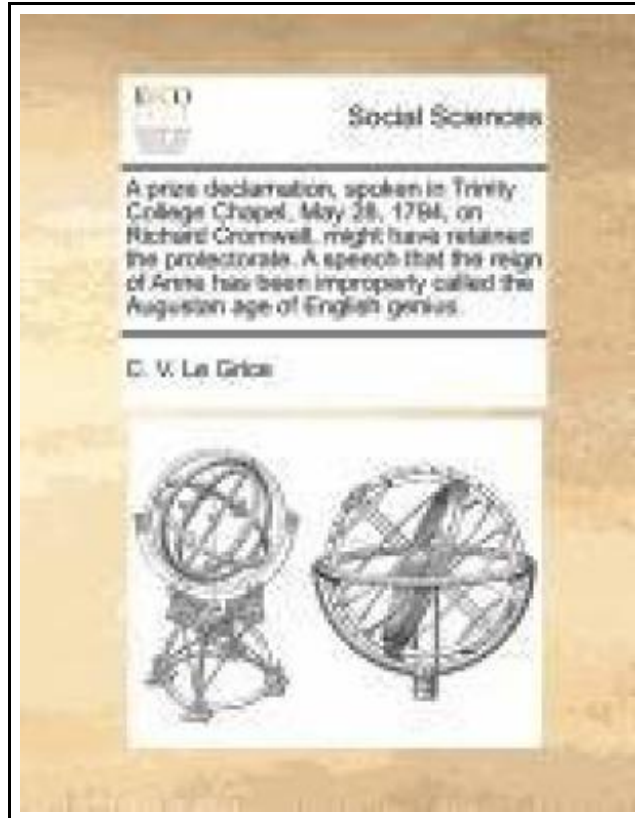 ECCO
Social Sciences
A prize declamation, spoken in Trinity
College Chapel, May 28, 1794, on
Richard Cromwell, might have retained
the protectorate. A speech that the reign
of Anne has been improperly called the
Augustan age of English genius.
C. V. Le Grice